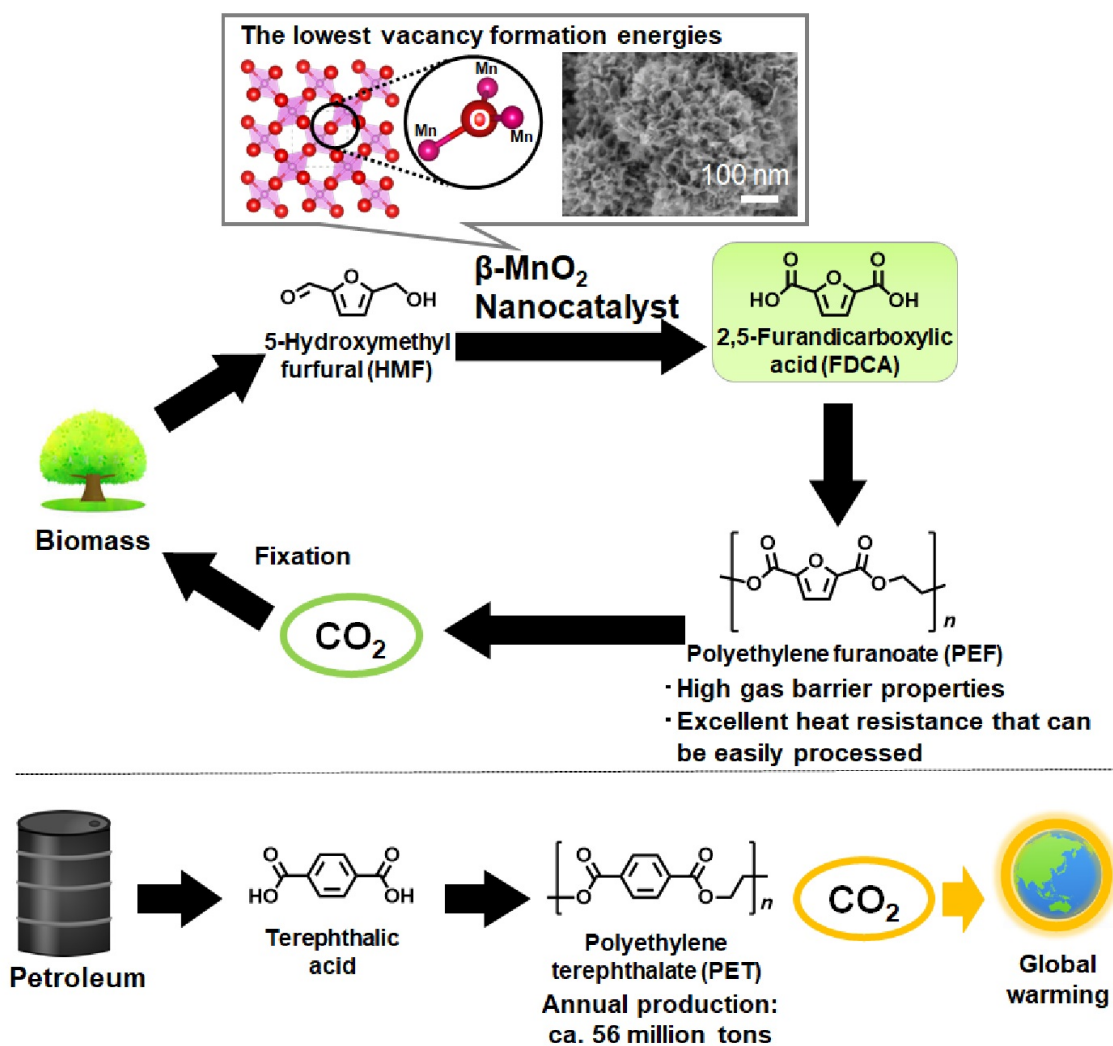 The lowest vacancy formation energies
Mn
O
Mn
Mn
100 nm
β-MnO₂
Nanocatalyst
O
O
OH
5-Hydroxymethyl
furfural (HMF)
O
O
O
HO
OH
2,5-Furandicarboxylic
acid (FDCA)
Biomass
Fixation
CO₂
O
O
O
O
O
n
Polyethylene furanoate (PEF)
・High gas barrier properties
・Excellent heat resistance that can
be easily processed
Petroleum
O
O
HO
OH
Terephthalic
acid
O
O
O
O
n
Polyethylene
terephthalate (PET)
Annual production:
ca. 56 million tons
CO₂
Global
warming